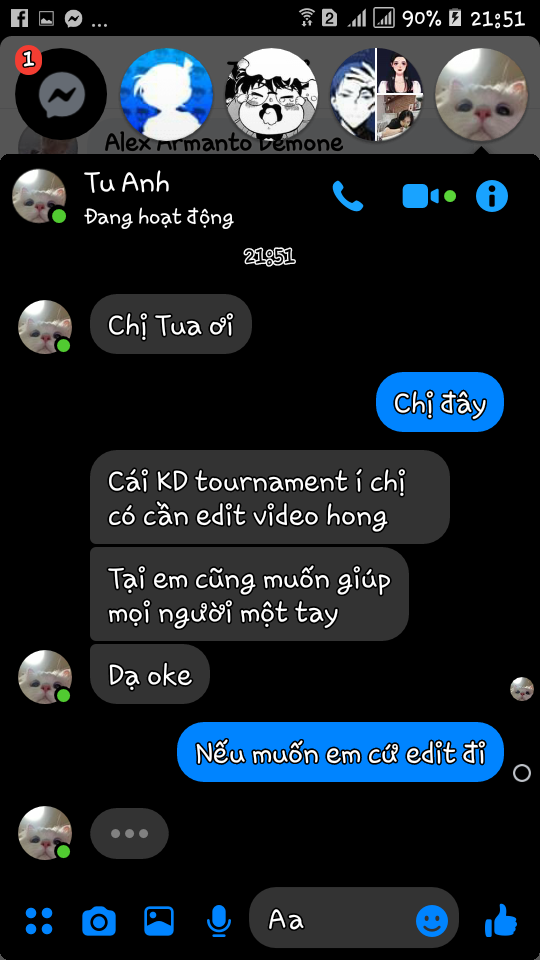 ... 2 90% 21:51
1
Alex Armanto Demone
Tu Anh
Đang hoạt động
21:51
Chị Tua ơi
Chị đây
Cái KD tournament í chị
có cần edit video hong
Tại em cũng muốn giúp
mọi người một tay
Dạ oke
Nếu muốn em cứ edit đi
Aa